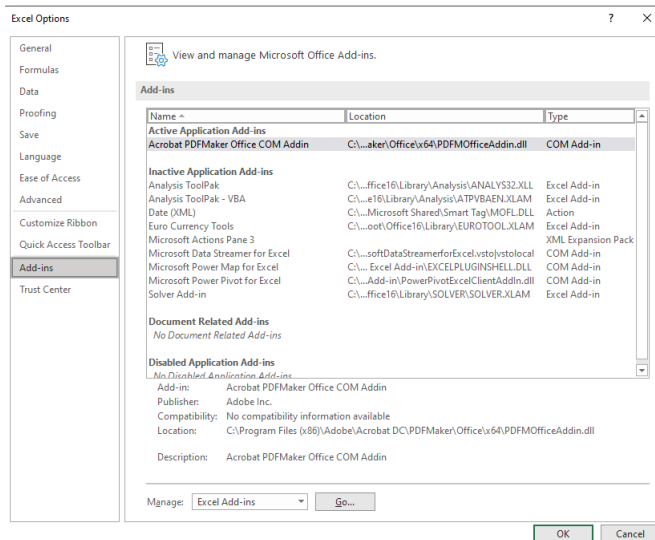 Excel Options ? ×
General
Formulas
Data
Proofing
Save
Language
Ease of Access
Advanced
Customize Ribbon
Quick Access Toolbar
Add-ins
Trust Center
View and manage Microsoft Office Add-ins.
Add-ins
Name Location Type
Active Application Add-ins
Acrobat PDFMaker Office COM Addin C:\...aker\Office\x64\PDFMOfficeAddin.dll COM Add-in
Inactive Application Add-ins
Analysis ToolPak C:\...ffice16\Library\Analysis\ANALYS32.XLL Excel Add-in
Analysis ToolPak - VBA C:\...e16\Library\Analysis\ATPVBAEN.XLAM Excel Add-in
Date (XML) C:\...Microsoft Shared\Smart Tag\MOFL.DLL Action
Euro Currency Tools C:\...oot\Office16\Library\EUROTOOL.XLAM Excel Add-in
Microsoft Actions Pane 3 XML Expansion Pack
Microsoft Data Streamer for Excel C:\...softDataStreamerforExcel.vsto|vstolocal COM Add-in
Microsoft Power Map for Excel C:\... Excel Add-in\EXCELPLUGINSHELL.DLL COM Add-in
Microsoft Power Pivot for Excel C:\...Add-in\PowerPivotExcelClientAddIn.dll COM Add-in
Solver Add-in C:\...ffice16\Library\SOLVER\SOLVER.XLAM Excel Add-in
Document Related Add-ins
No Document Related Add-ins
Disabled Application Add-ins
No Disabled Application Add-ins
Add-in: Acrobat PDFMaker Office COM Addin
Publisher: Adobe Inc.
Compatibility: No compatibility information available
Location: C:\Program Files (x86)\Adobe\Acrobat DC\PDFMaker\Office\x64\PDFMOfficeAddin.dll
Description: Acrobat PDFMaker Office COM Addin
Manage: Excel Add-ins Go...
OK Cancel